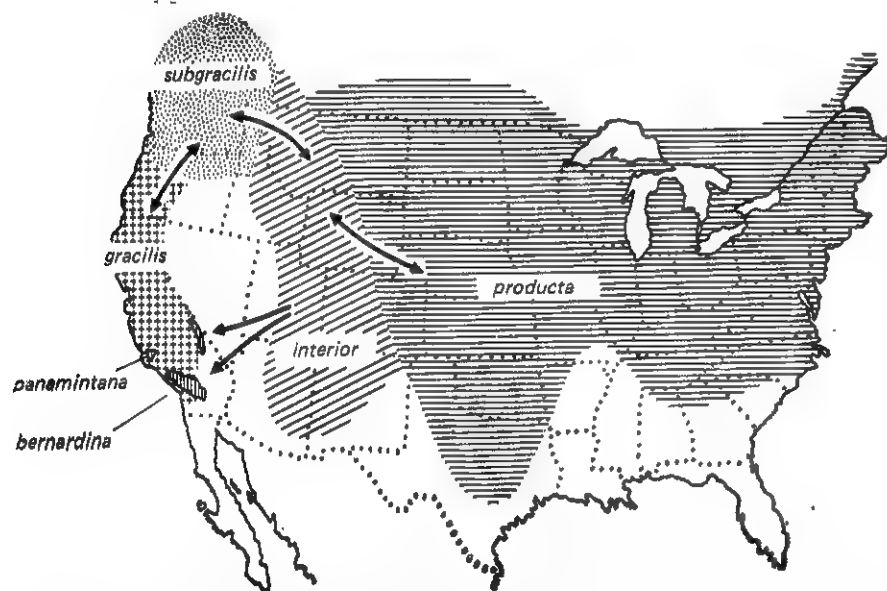 subgracilis
gracilis
producta
interior
panamintana
bernardina